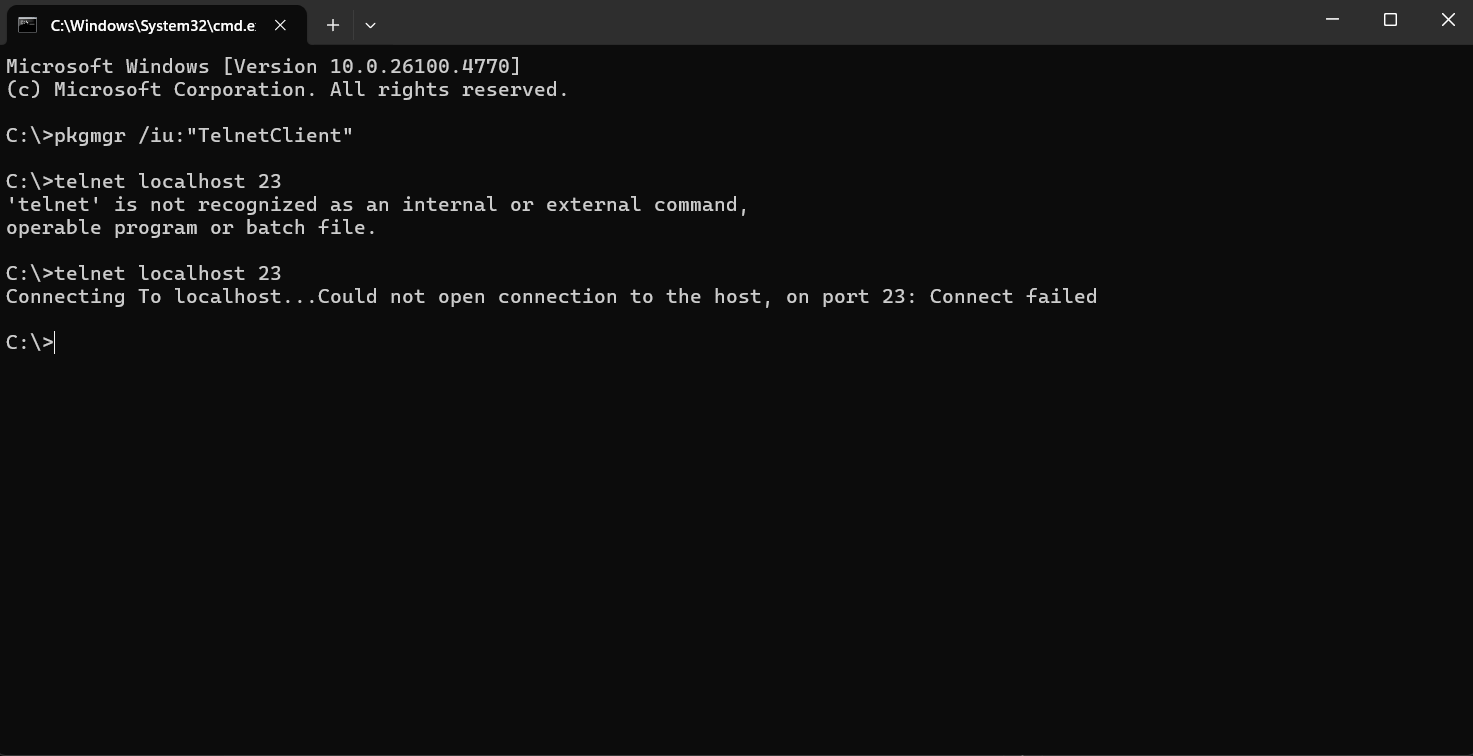 C:\Windows\System32\cmd.e
Microsoft Windows [Version 10.0.26100.4770]
(c) Microsoft Corporation. All rights reserved.
C:\>pkgmgr /iu:"TelnetClient"
C:\>telnet localhost 23
'telnet' is not recognized as an internal or external command,
operable program or batch file.
C:\>telnet localhost 23
Connecting To localhost...Could not open connection to the host, on port 23: Connect failed
C:\>